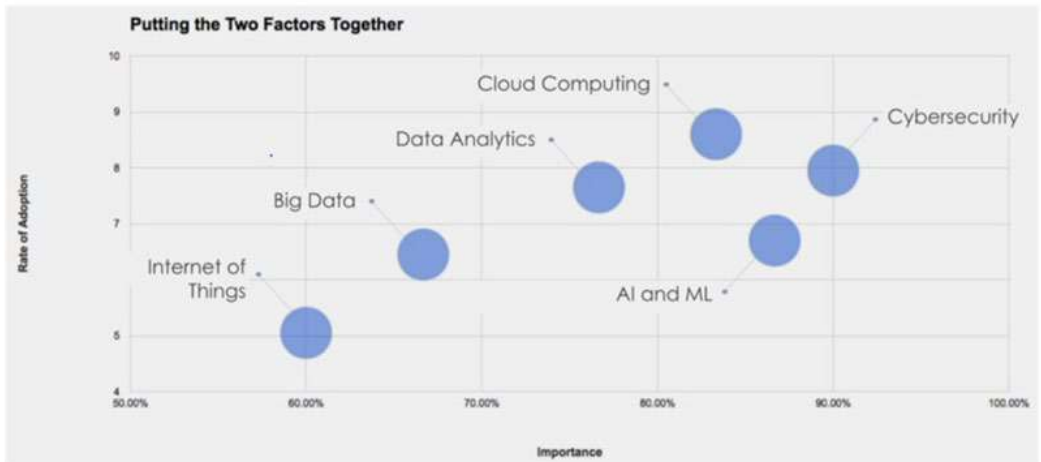 Putting the Two Factors Together
10
Cloud Computing
9
Cybersecurity
Data Analytics
8
Big Data
7
Rate of Adoption
Internet of
Things
AI and ML
5
4
50.00%
60.00%
70.00%
80.00%
90.00%
100.00%
Importance